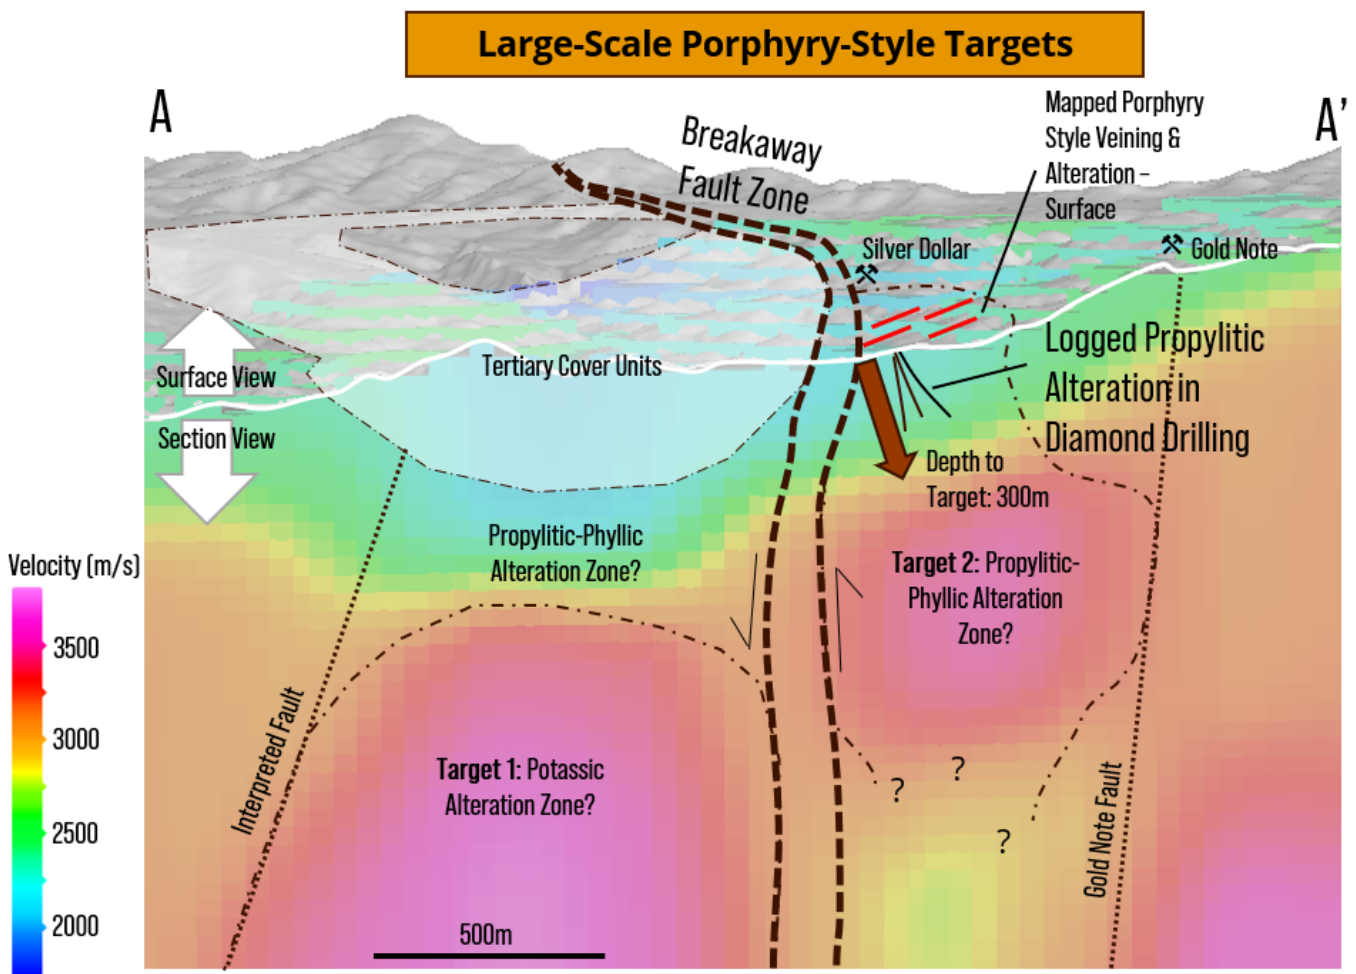 Large-Scale Porphyry-Style Targets
A
A'
Mapped Porphyry
Style Veining &
Alteration –
Surface
Breakaway
Fault Zone
Silver Dollar
Gold Note
Tertiary Cover Units
Surface View
Section View
Logged Propylitic
Alteration in
Diamond Drilling
Depth to
Target: 300m
Propylitic-Phyllic
Alteration Zone?
Target 2: Propylitic-
Phyllic Alteration
Zone?
Velocity (m/s)
3500
3000
2500
2000
Interpreted Fault
Target 1: Potassic
Alteration Zone?
?
?
?
Gold Note Fault
500m